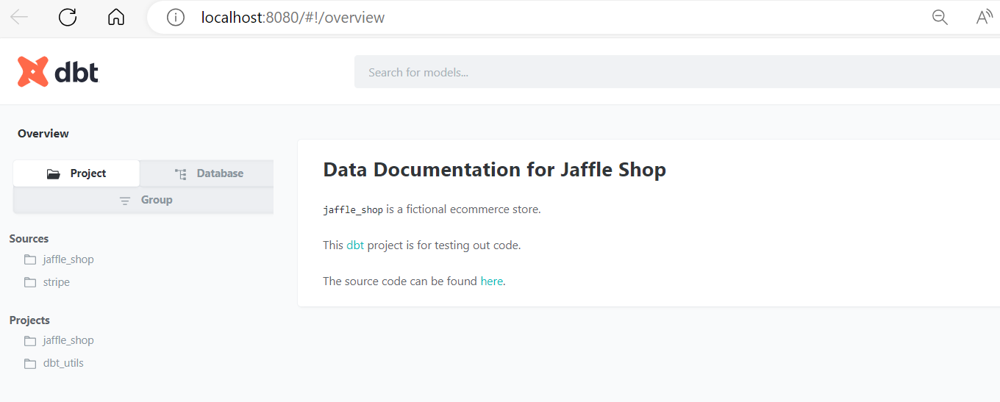 localhost:8080/#!/overview
A
dbt
Search for models...
Overview
Project
Database
Group
Sources
jaffle_shop
stripe
Projects
jaffle_shop
dbt_utils
Data Documentation for Jaffle Shop
jaffle_shop is a fictional ecommerce store.
This dbt project is for testing out code.
The source code can be found here.